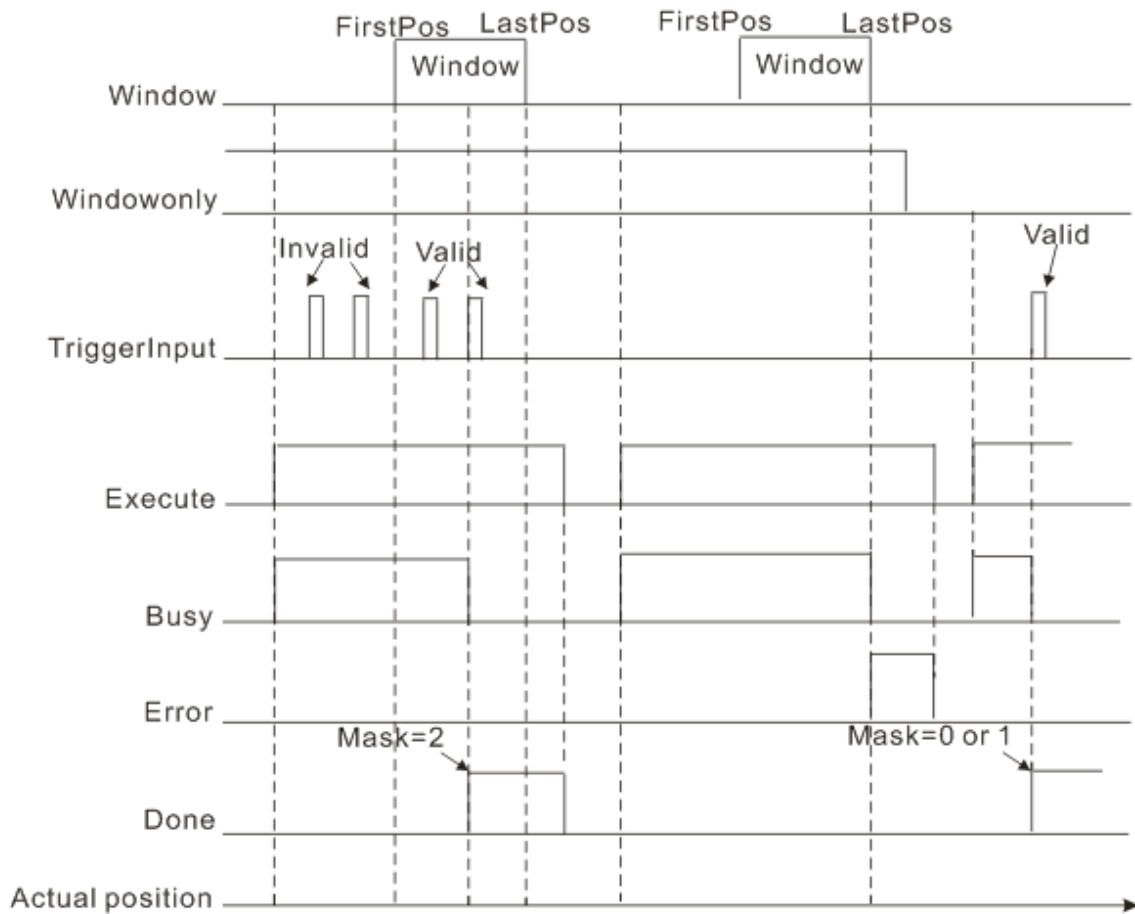 FirstPos LastPos FirstPos LastPos
Window Window
Window
Windowonly
Invalid Valid Valid
TriggerInput
Execute
Busy
Error
Mask=2 Mask=0 or 1
Done
Actual position